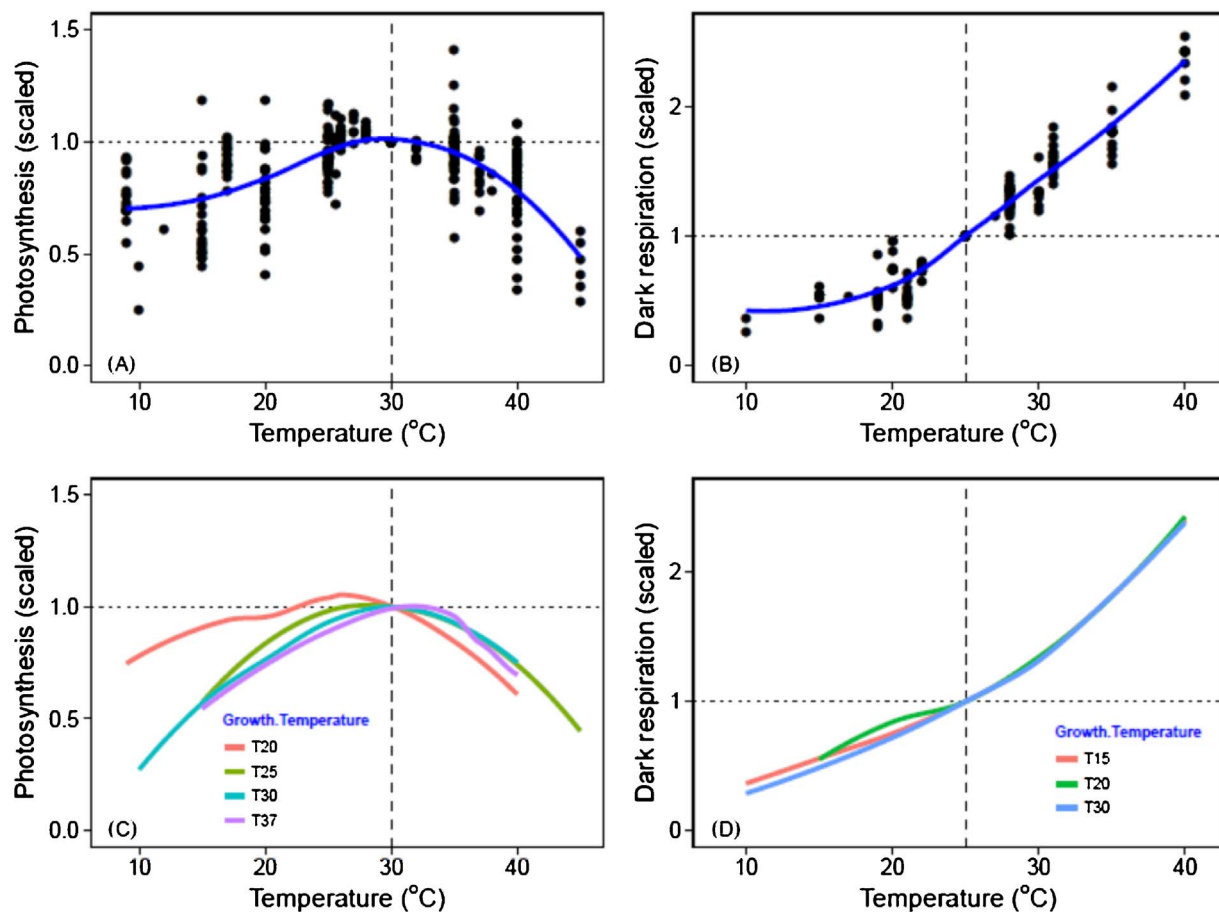 1.5
1.0
0.5
0.0
Photosynthesis (scaled)
(A)
10 20 30 40
Temperature (°C)
2
1
0
Dark respiration (scaled)
(B)
10 20 30 40
Temperature (°C)
1.5
1.0
0.5
0.0
Photosynthesis (scaled)
Growth.Temperature
T20
T25
T30
T37
(C)
10 20 30 40
Temperature (°C)
2
1
0
Dark respiration (scaled)
Growth.Temperature
T15
T20
T30
(D)
10 20 30 40
Temperature (°C)